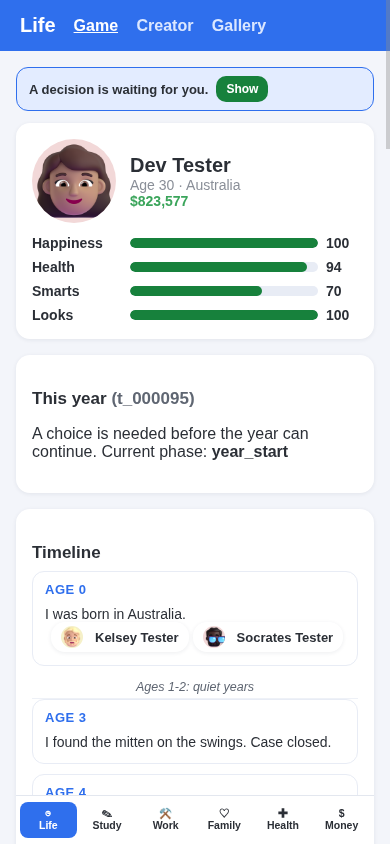 Life Game Creator Gallery
A decision is waiting for you. Show
Dev Tester
Age 30 · Australia
$823,577
Happiness 100
Health 94
Smarts 70
Looks 100
This year (t_000095)
A choice is needed before the year can
continue. Current phase: year_start
Timeline
AGE 0
I was born in Australia.
Kelsey Tester Socrates Tester
Ages 1-2: quiet years
AGE 3
I found the mitten on the swings. Case closed.
AGE 4
Life Study Work Family Health Money